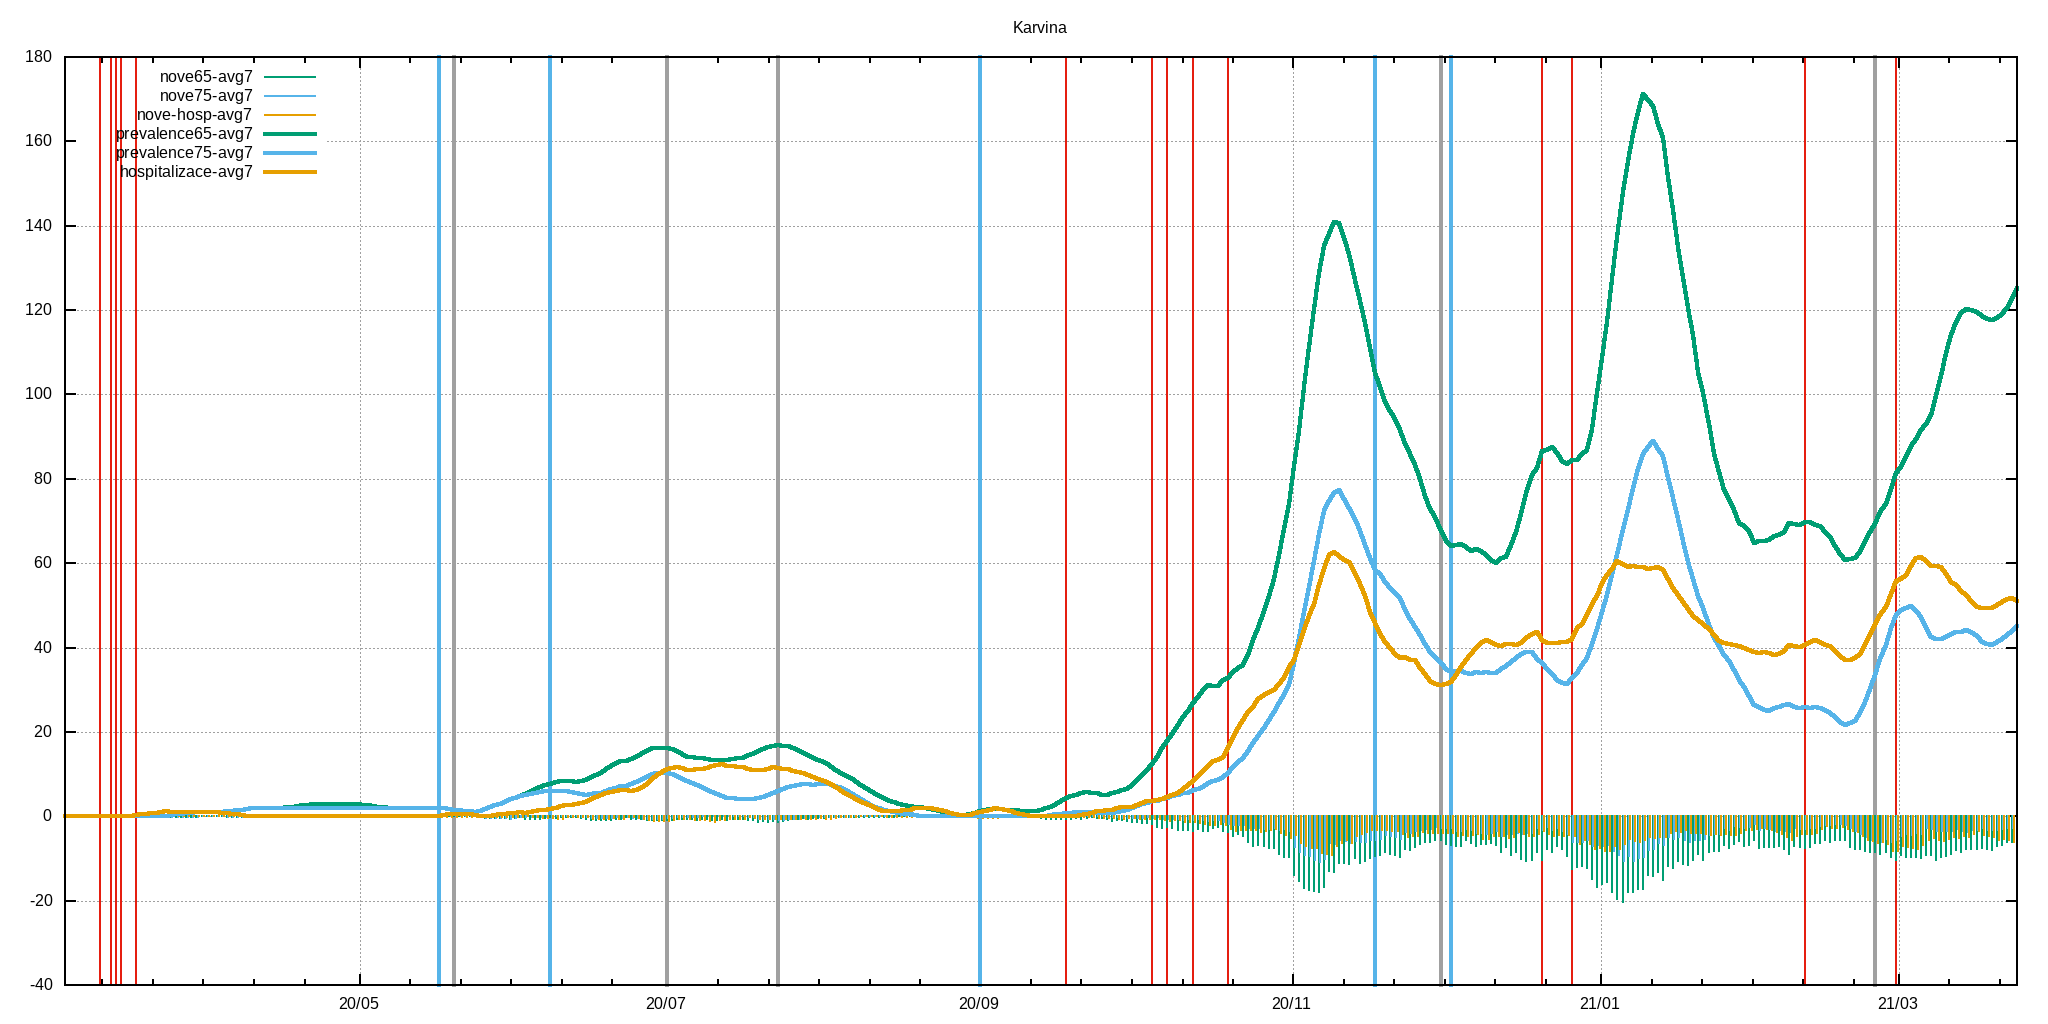 Karvina
180
nove65-avg7
nove75-avg7
nove-hosp-avg7
prevalence65-avg7
prevalence75-avg7
hospitalizace-avg7
160
140
120
100
80
60
40
20
0
-20
-40
20/05 20/07 20/09 20/11 21/01 21/03